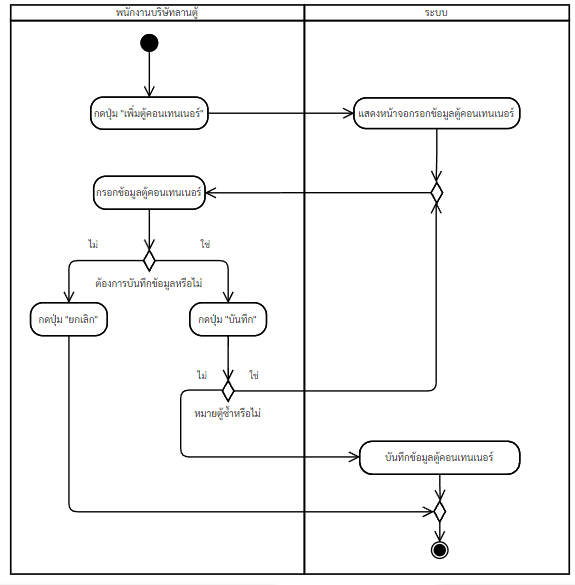 พนักงานบริษัทลานตู้
ระบบ
กดปุ่ม "เพิ่มตู้คอนเทนเนอร์"
แสดงหน้าจอกรอกข้อมูลตู้คอนเทนเนอร์
กรอกข้อมูลตู้คอนเทนเนอร์
ไม่
ใช่
ต้องการบันทึกข้อมูลหรือไม่
กดปุ่ม "ยกเลิก"
กดปุ่ม "บันทึก"
ไม่
ใช่
หมายตู้ซ้ำหรือไม่
บันทึกข้อมูลตู้คอนเทนเนอร์